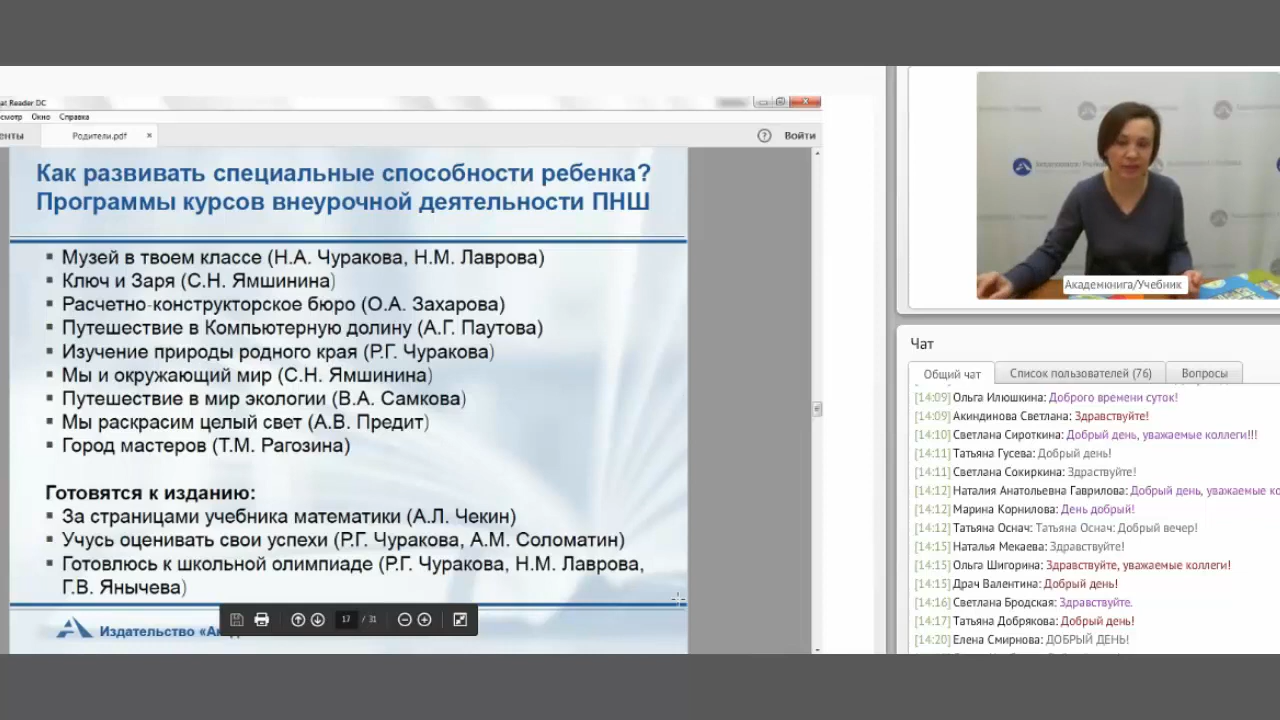 at Reader DC
смотр Окно Справка
енты
Родители.pdf
Войти
Как развивать специальные способности ребенка?
Программы курсов внеурочной деятельности ПНШ
▪ Музей в твоем классе (Н.А. Чуракова, Н.М. Лаврова)
▪ Ключ и Заря (С.Н. Ямшинина)
▪ Расчетно-конструкторское бюро (О.А. Захарова)
▪ Путешествие в Компьютерную долину (А.Г. Паутова)
▪ Изучение природы родного края (Р.Г. Чуракова)
▪ Мы и окружающий мир (С.Н. Ямшинина)
▪ Путешествие в мир экологии (В.А. Самкова)
▪ Мы раскрасим целый свет (А.В. Предит)
▪ Город мастеров (Т.М. Рагозина)
Готовятся к изданию:
▪ За страницами учебника математики (А.Л. Чекин)
▪ Учусь оценивать свои успехи (Р.Г. Чуракова, А.М. Соломатин)
▪ Готовлюсь к школьной олимпиаде (Р.Г. Чуракова, Н.М. Лаврова,
Г.В. Янычева)
17 / 31
Издательство «Ак
Академкнига/Учебник
Чат
Общий чат
Список пользователей (76)
Вопросы
[14:09] Ольга Илюшкина: Доброго времени суток!
[14:09] Акиндинова Светлана: Здравствуйте!
[14:10] Светлана Сироткина: Добрый день, уважаемые коллеги!!!
[14:11] Татьяна Гусева: Добрый день!
[14:11] Светлана Сокиркина: Здраствуйте!
[14:12] Наталия Анатольевна Гаврилова: Добрый день, уважаемые ко
[14:12] Марина Корнилова: День добрый!
[14:12] Татьяна Оснач: Татьяна Оснач: Добрый вечер!
[14:15] Наталья Мекаева: Здравствуйте!
[14:15] Ольга Шигорина: Здравствуйте, уважаемые коллеги!
[14:15] Драч Валентина: Добрый день!
[14:16] Светлана Бродская: Здравствуйте.
[14:17] Татьяна Добрякова: Добрый день!
[14:20] Елена Смирнова: ДОБРЫЙ ДЕНЬ!